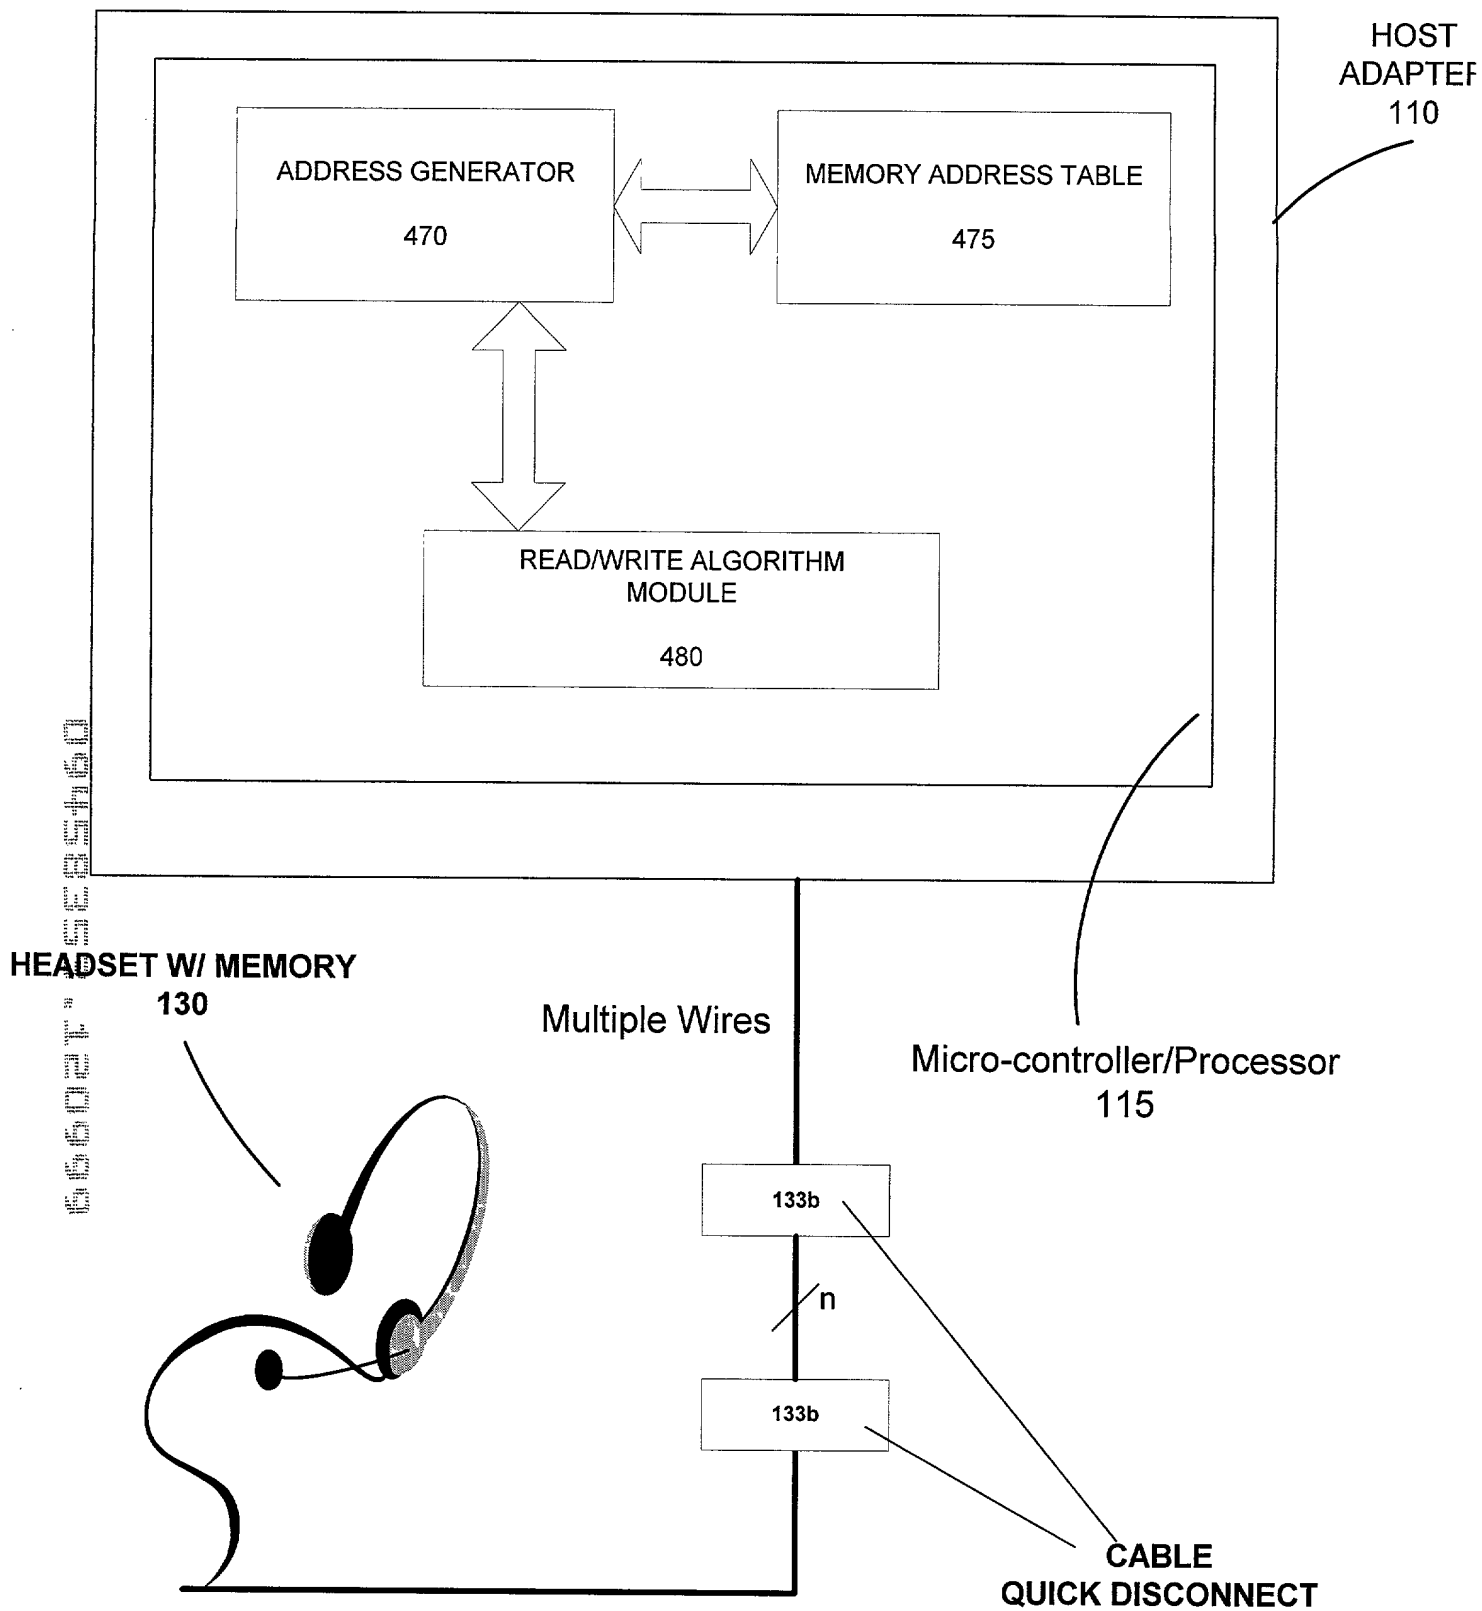 HOST
ADAPTER
110
ADDRESS GENERATOR
470
MEMORY ADDRESS TABLE
475
READ/WRITE ALGORITHM
MODULE
480
HEADSET W/ MEMORY
130
Multiple Wires
Micro-controller/Processor
115
133b
n
133b
CABLE
QUICK DISCONNECT